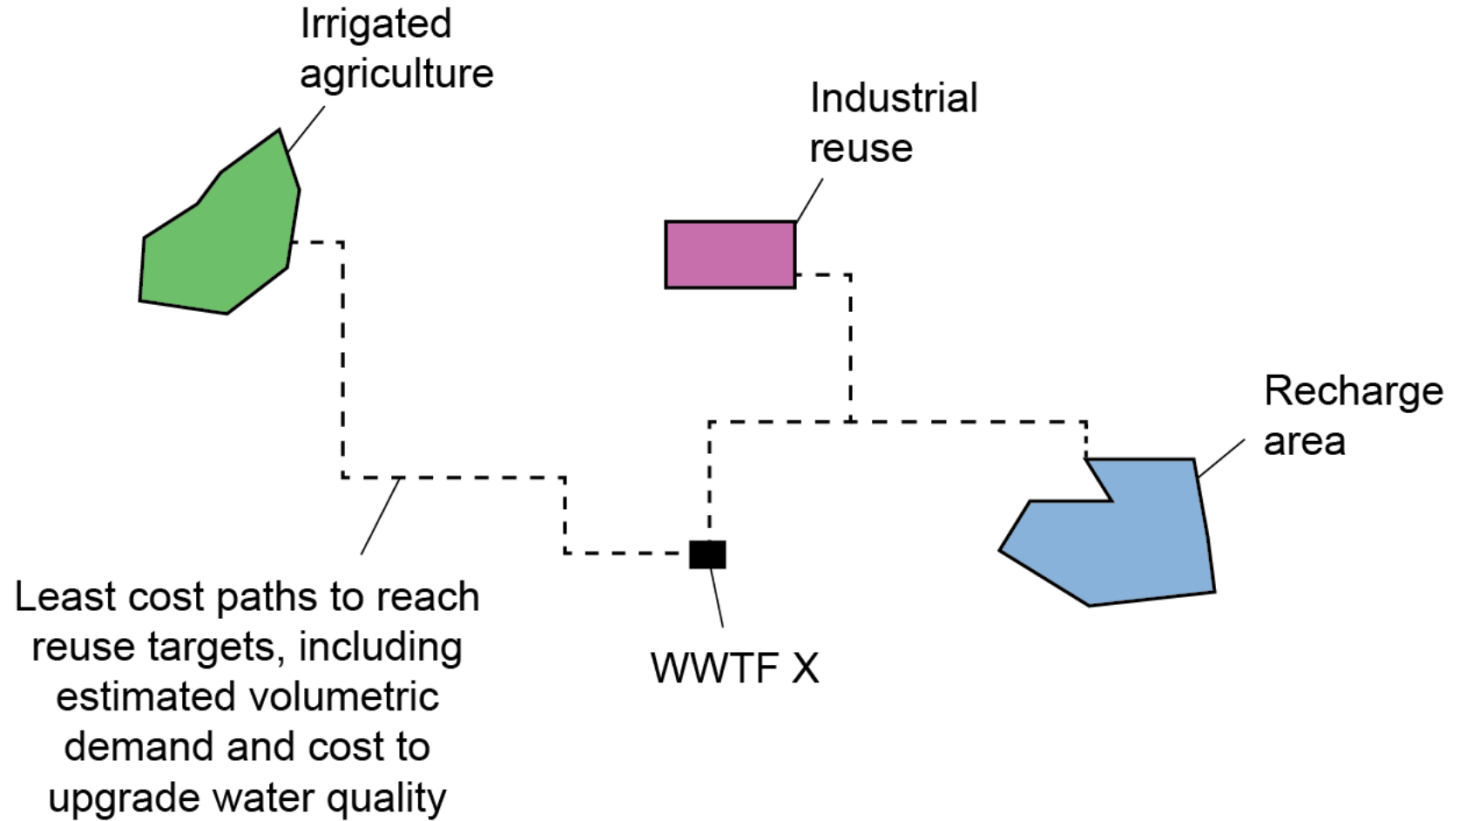 Irrigated
agriculture
Industrial
reuse
Recharge
area
Least cost paths to reach
reuse targets, including
estimated volumetric
demand and cost to
upgrade water quality
WWTF X